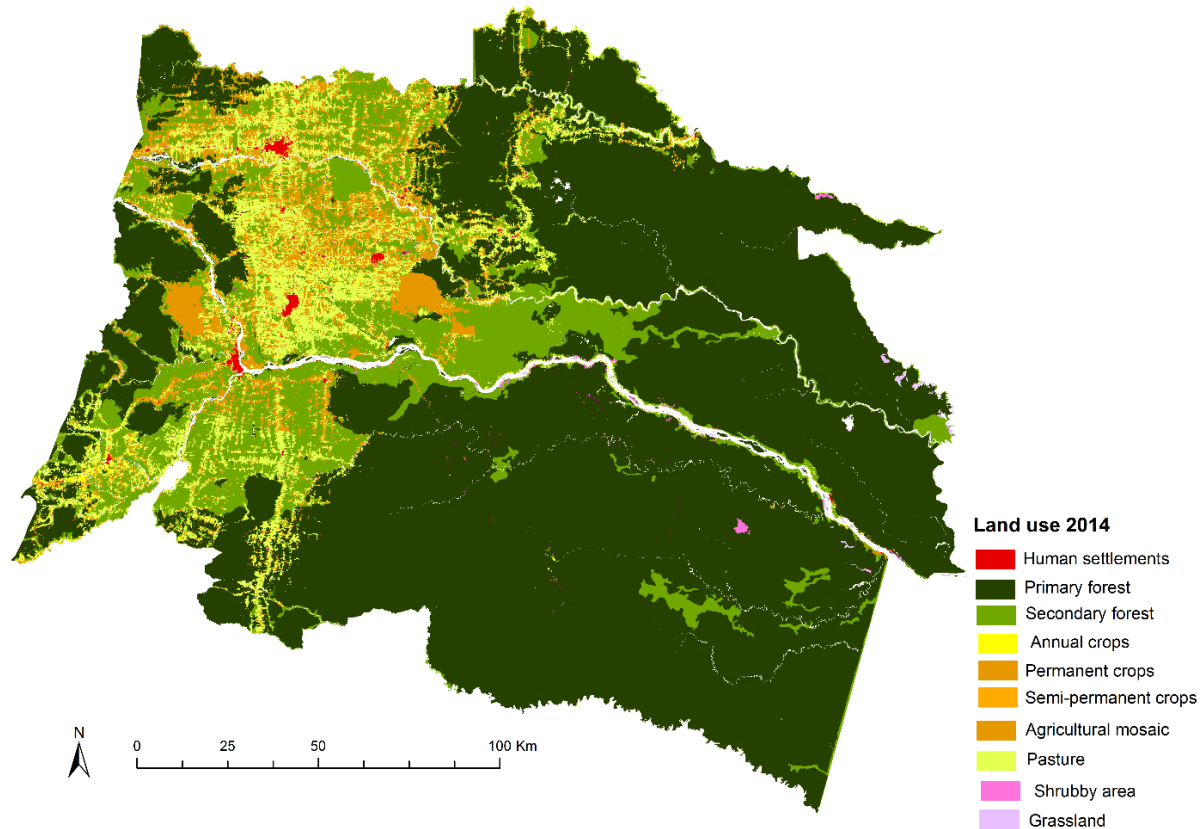 Land use 2014
Human settlements
Primary forest
Secondary forest
Annual crops
Permanent crops
Semi-permanent crops
Agricultural mosaic
Pasture
Shrubby area
Grassland
N
0 25 50 100 Km